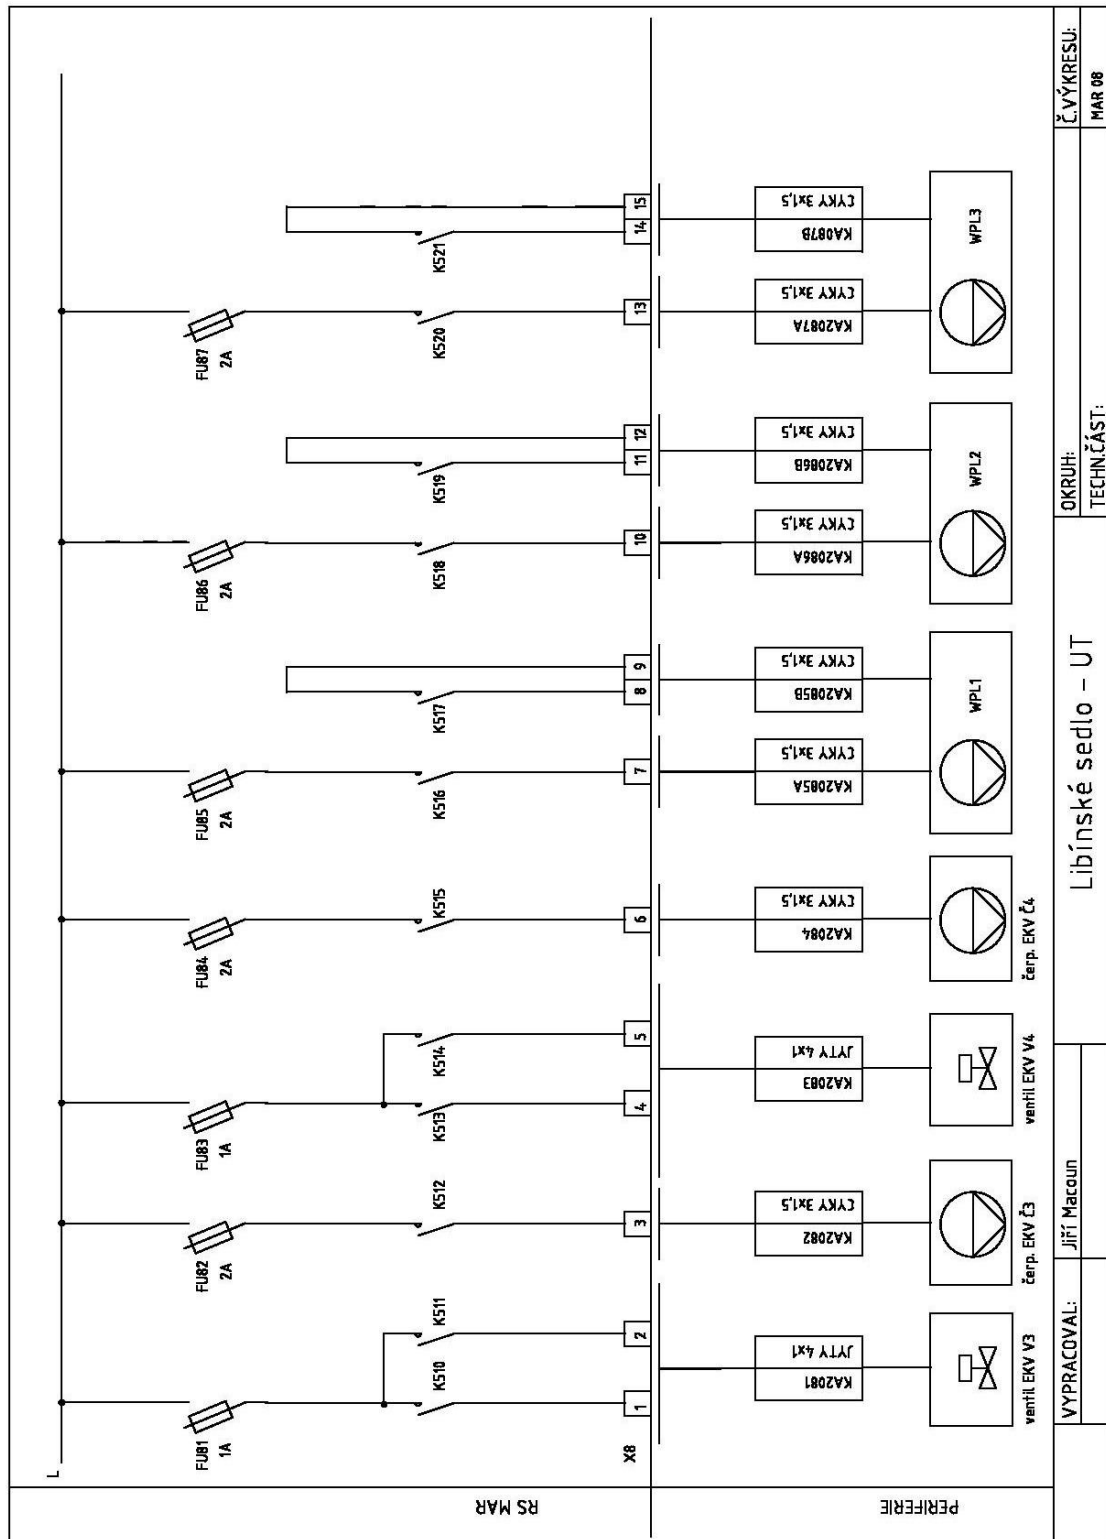 L
FU81
1A
FU82
2A
FU83
1A
FU84
2A
FU85
2A
FU86
2A
FU87
2A
RS MAR
K510
K511
K512
K513
K514
K515
K516
K517
K518
K519
K520
K521
X8
1
2
3
4
5
6
7
8
9
10
11
12
13
14
15
PERIFERIE
KA2081
JYTY 4x1
KA2082
CYKY 3x1,5
KA2083
JYTY 4x1
KA2084
CYKY 3x1,5
KA2085A
CYKY 3x1,5
KA2085B
CYKY 3x1,5
KA2086A
CYKY 3x1,5
KA2086B
CYKY 3x1,5
KA2087A
CYKY 3x1,5
KA087B
CYKY 3x1,5
WPL1
WPL2
WPL3
ventil EKV V3
čerp. EKV Č3
ventil EKV V4
čerp. EKV Č4
VYPRACOVAL:
Jiří Macoun
Libínské sedlo - UT
OKRUH:
TECHN.ČÁST:
Č.VÝKRESU:
MAR 08